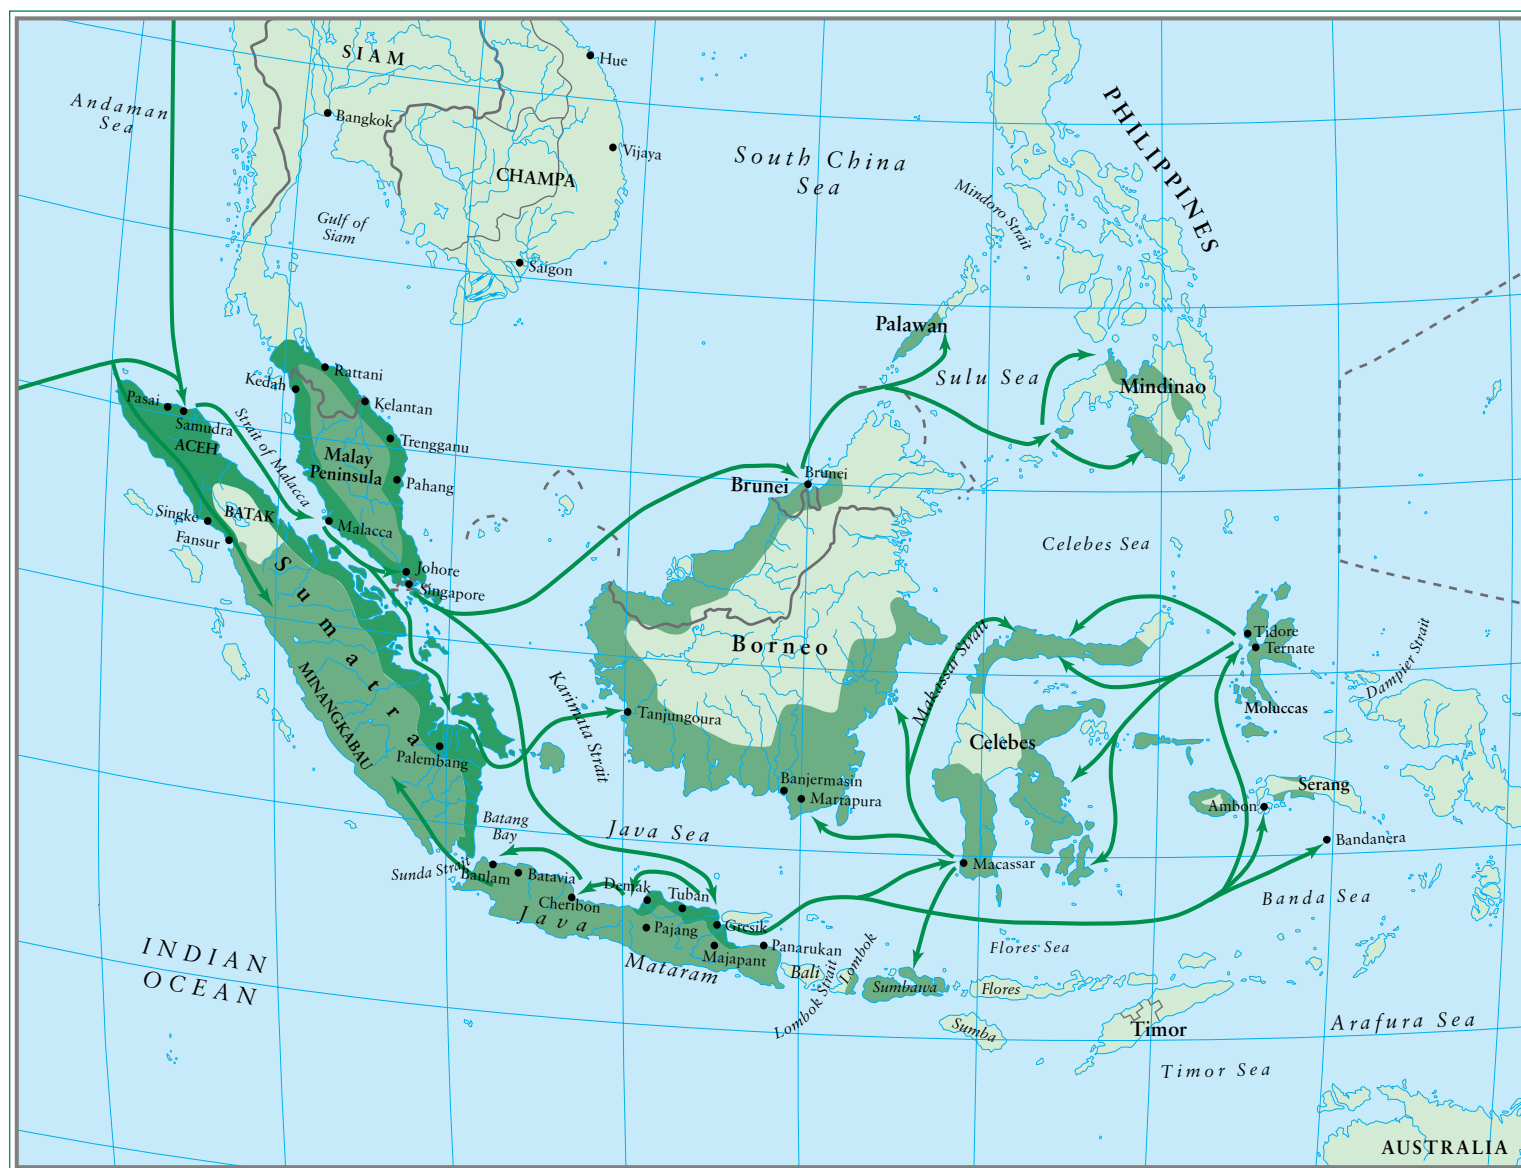 SIAM
Hue
Andaman
Sea
Bangkok
Vijaya
CHAMPA
South China
Sea
PHILIPPINES
Mindoro Strait
Gulf of
Siam
Saigon
Palawan
Sulu Sea
Mindinao
Rattani
Kedah
Kelantan
Pasai
Samudra
ACEH
Strait of Malacca
Trengganu
Malay
Peninsula
Pahang
Brunei
Brunei
BATAK
Singke
Fansur
Malacca
Celebes Sea
Johore
Singapore
Sumatra
Borneo
Makassar Strait
Tidore
Ternate
Dampier Strait
MINANGKABAU
Karimata Strait
Tanjungoura
Moluccas
Palembang
Celebes
Banjermasin
Martapura
Serang
Ambon
Batang
Bay
Java Sea
Bandanera
Sunda Strait
Banlam
Batavia
Macassar
Demak
Tuban
Cheribon
Banda Sea
Java
Pajang
Gresik
Majapant
Panarukan
Flores Sea
INDIAN
OCEAN
Mataram
Bali
Lombok
Lombok Strait
Sumbawa
Flores
Sumba
Timor
Arafura Sea
Timor Sea
AUSTRALIA